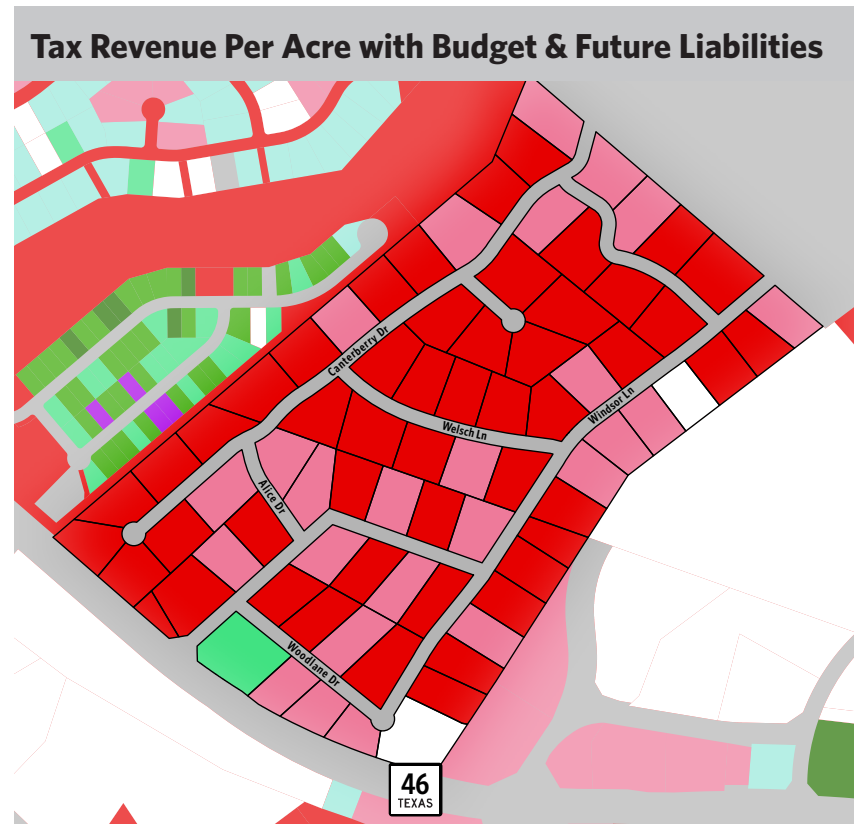 Tax Revenue Per Acre with Budget & Future Liabilities
Canterberry Dr
Windsor Ln
Welsch Ln
Alice Dr
Woodlane Dr
46
TEXAS